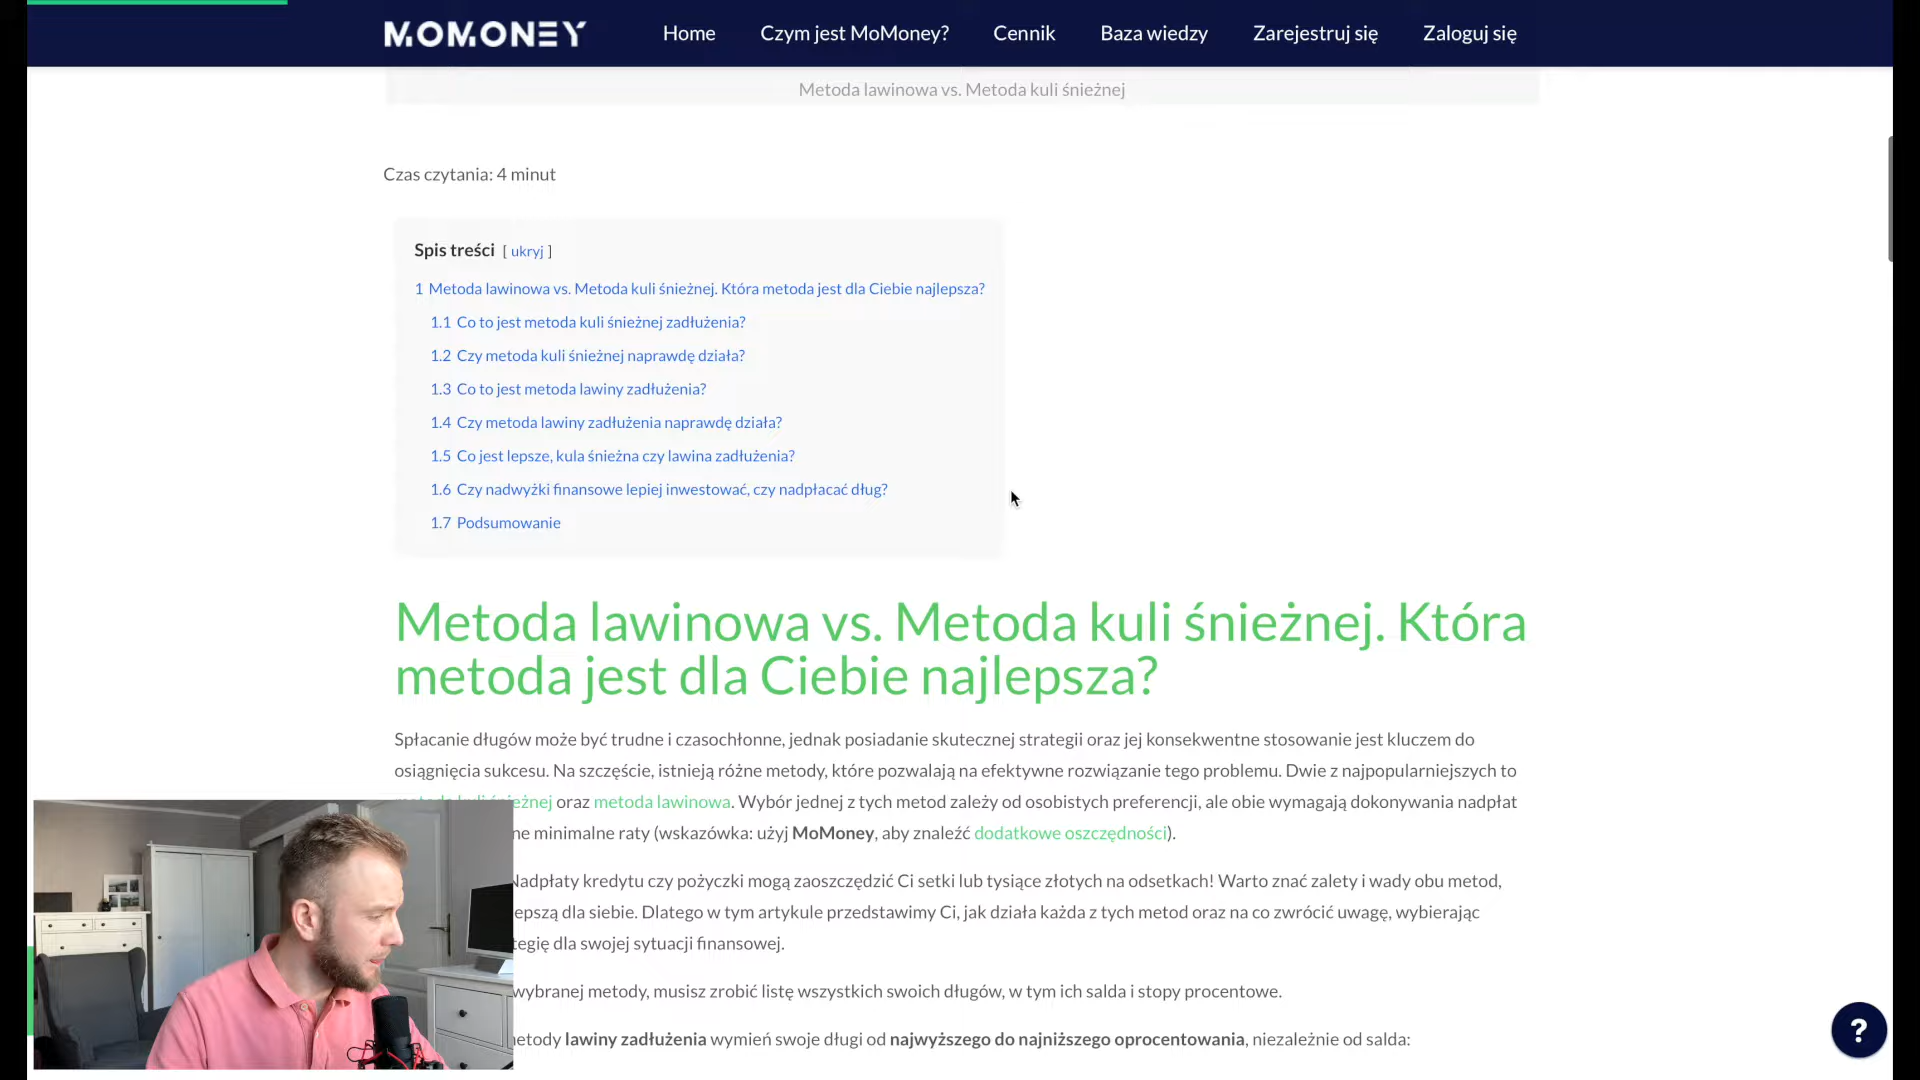 MOMONEY Home Czym jest MoMoney? Cennik Baza wiedzy Zarejestruj się Zaloguj się
Metoda lawinowa vs. Metoda kuli śnieżnej
Czas czytania: 4 minut
Spis treści [ ukryj ]
1 Metoda lawinowa vs. Metoda kuli śnieżnej. Która metoda jest dla Ciebie najlepsza?
1.1 Co to jest metoda kuli śnieżnej zadłużenia?
1.2 Czy metoda kuli śnieżnej naprawdę działa?
1.3 Co to jest metoda lawiny zadłużenia?
1.4 Czy metoda lawiny zadłużenia naprawdę działa?
1.5 Co jest lepsze, kula śnieżna czy lawina zadłużenia?
1.6 Czy nadwyżki finansowe lepiej inwestować, czy nadpłacać dług?
1.7 Podsumowanie
Metoda lawinowa vs. Metoda kuli śnieżnej. Która
metoda jest dla Ciebie najlepsza?
Spłacanie długów może być trudne i czasochłonne, jednak posiadanie skutecznej strategii oraz jej konsekwentne stosowanie jest kluczem do
osiągnięcia sukcesu. Na szczęście, istnieją różne metody, które pozwalają na efektywne rozwiązanie tego problemu. Dwie z najpopularniejszych to
oraz metoda lawinowa. Wybór jednej z tych metod zależy od osobistych preferencji, ale obie wymagają dokonywania nadpłat
ne minimalne raty (wskazówka: użyj MoMoney, aby znaleźć dodatkowe oszczędności).
Nadpłaty kredytu czy pożyczki mogą zaoszczędzić Ci setki lub tysiące złotych na odsetkach! Warto znać zalety i wady obu metod,
epszą dla siebie. Dlatego w tym artykule przedstawimy Ci, jak działa każda z tych metod oraz na co zwrócić uwagę, wybierając
tegię dla swojej sytuacji finansowej.
wybranej metody, musisz zrobić listę wszystkich swoich długów, w tym ich salda i stopy procentowe.
etody lawiny zadłużenia wymień swoje długi od najwyższego do najniższego oprocentowania, niezależnie od salda:
?